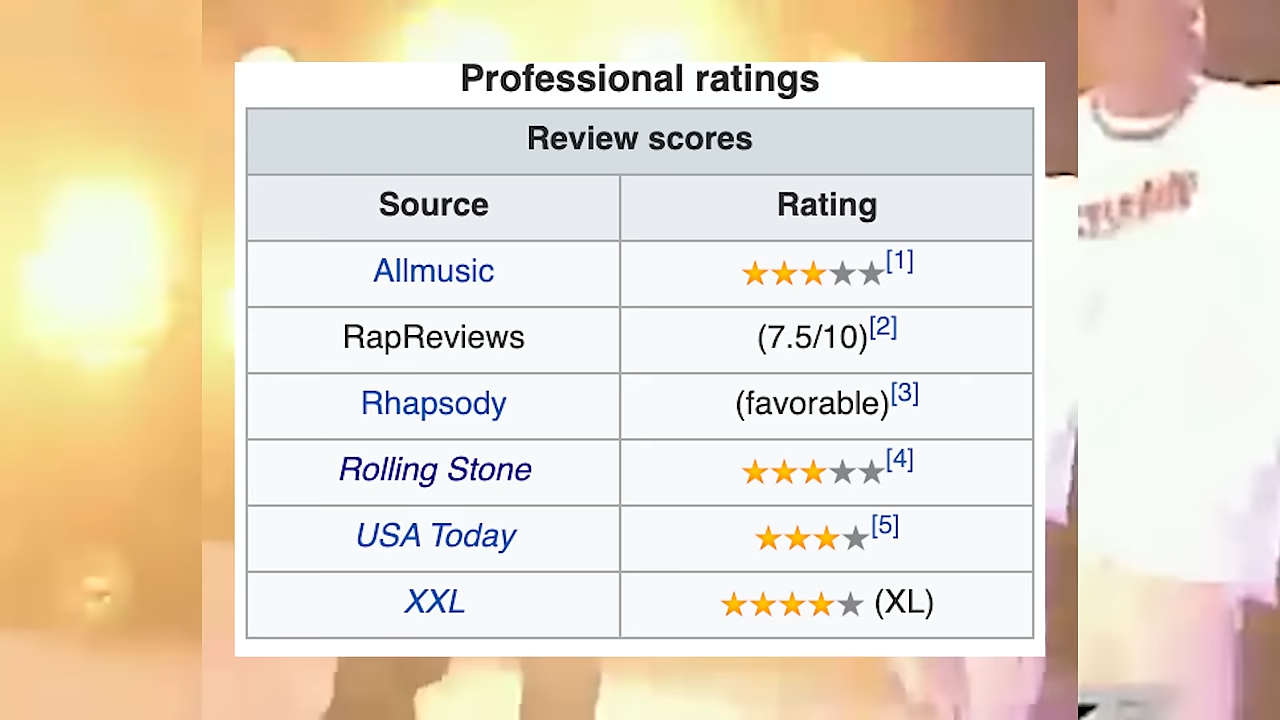 Professional ratings
Review scores
Source Rating
Allmusic ★★★★★[1]
RapReviews (7.5/10)[2]
Rhapsody (favorable)[3]
Rolling Stone ★★★★★[4]
USA Today ★★★★[5]
XXL ★★★★★ (XL)